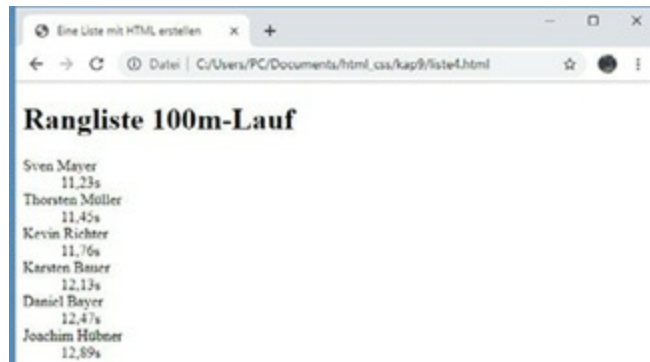 Eine Liste mit HTML erstellen
Datei | C:/Users/PC/Documents/html_css/kap9/liste4.html
Rangliste 100m-Lauf
Sven Mayer
11,23s
Thorsten Müller
11,45s
Kevin Richter
11,76s
Karsten Bauer
12,13s
Daniel Bayer
12,47s
Joachim Hübner
12,89s